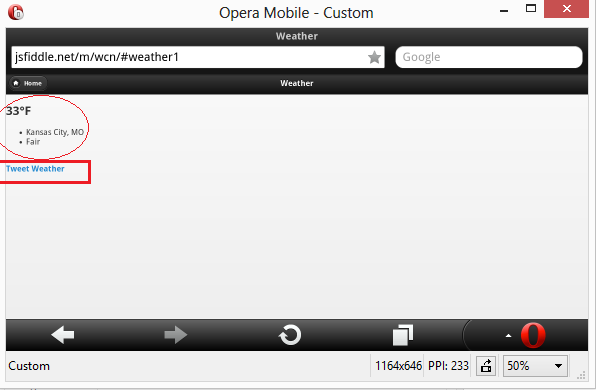 Opera Mobile - Custom
Weather
jsfiddle.net/m/wcn/#weather1
Google
Home
Weather
33°F
Kansas City, MO
Fair
Tweet Weather
Custom
1164x646
PPI: 233
50%